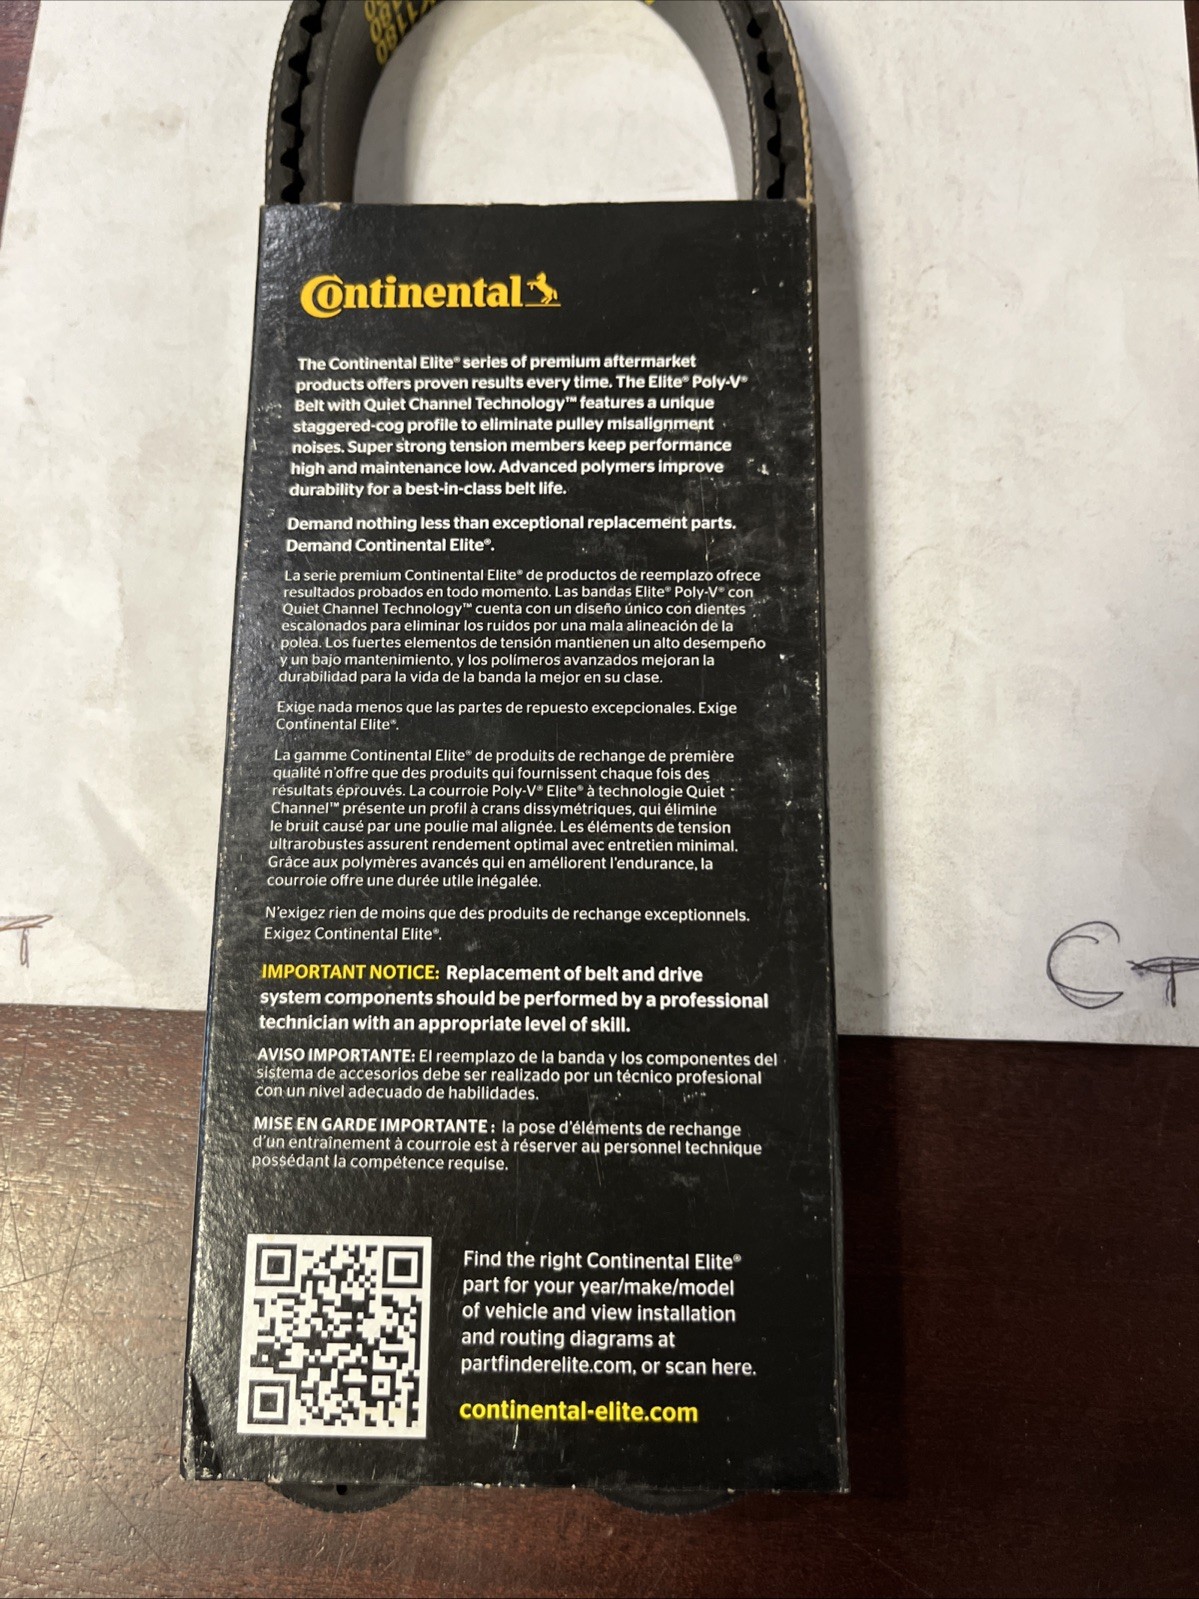 Continental
The Continental Elite® series of premium aftermarket
products offers proven results every time. The Elite® Poly-V®
Belt with Quiet Channel Technology™ features a unique
staggered-cog profile to eliminate pulley misalignment
noises. Super strong tension members keep performance
high and maintenance low. Advanced polymers improve
durability for a best-in-class belt life.
Demand nothing less than exceptional replacement parts.
Demand Continental Elite®.
La serie premium Continental Elite® de productos de reemplazo ofrece
resultados probados en todo momento. Las bandas Elite® Poly-V® con
Quiet Channel Technology™ cuenta con un diseño único con dientes
escalonados para eliminar los ruidos por una mala alineación de la
polea. Los fuertes elementos de tensión mantienen un alto desempeño
y un bajo mantenimiento, y los polímeros avanzados mejoran la
durabilidad para la vida de la banda la mejor en su clase.
Exige nada menos que las partes de repuesto excepcionales. Exige
Continental Elite®.
La gamme Continental Elite® de produits de rechange de première
qualité n'offre que des produits qui fournissent chaque fois des
résultats éprouvés. La courroie Poly-V® Elite® à technologie Quiet
Channel™ présente un profil à crans dissymétriques, qui élimine
le bruit causé par une poulie mal alignée. Les éléments de tension
ultrarobustes assurent rendement optimal avec entretien minimal.
Grâce aux polymères avancés qui en améliorent l'endurance, la
courroie offre une durée utile inégalée.
N'exigez rien de moins que des produits de rechange exceptionnels.
Exigez Continental Elite®.
IMPORTANT NOTICE: Replacement of belt and drive
system components should be performed by a professional
technician with an appropriate level of skill.
AVISO IMPORTANTE: El reemplazo de la banda y los componentes del
sistema de accesorios debe ser realizado por un técnico profesional
con un nivel adecuado de habilidades.
MISE EN GARDE IMPORTANTE : la pose d'éléments de rechange
d'un entraînement à courroie est à réserver au personnel technique
possédant la compétence requise.
Find the right Continental Elite®
part for your year/make/model
of vehicle and view installation
and routing diagrams at
partfinderelite.com, or scan here.
continental-elite.com
T
CT